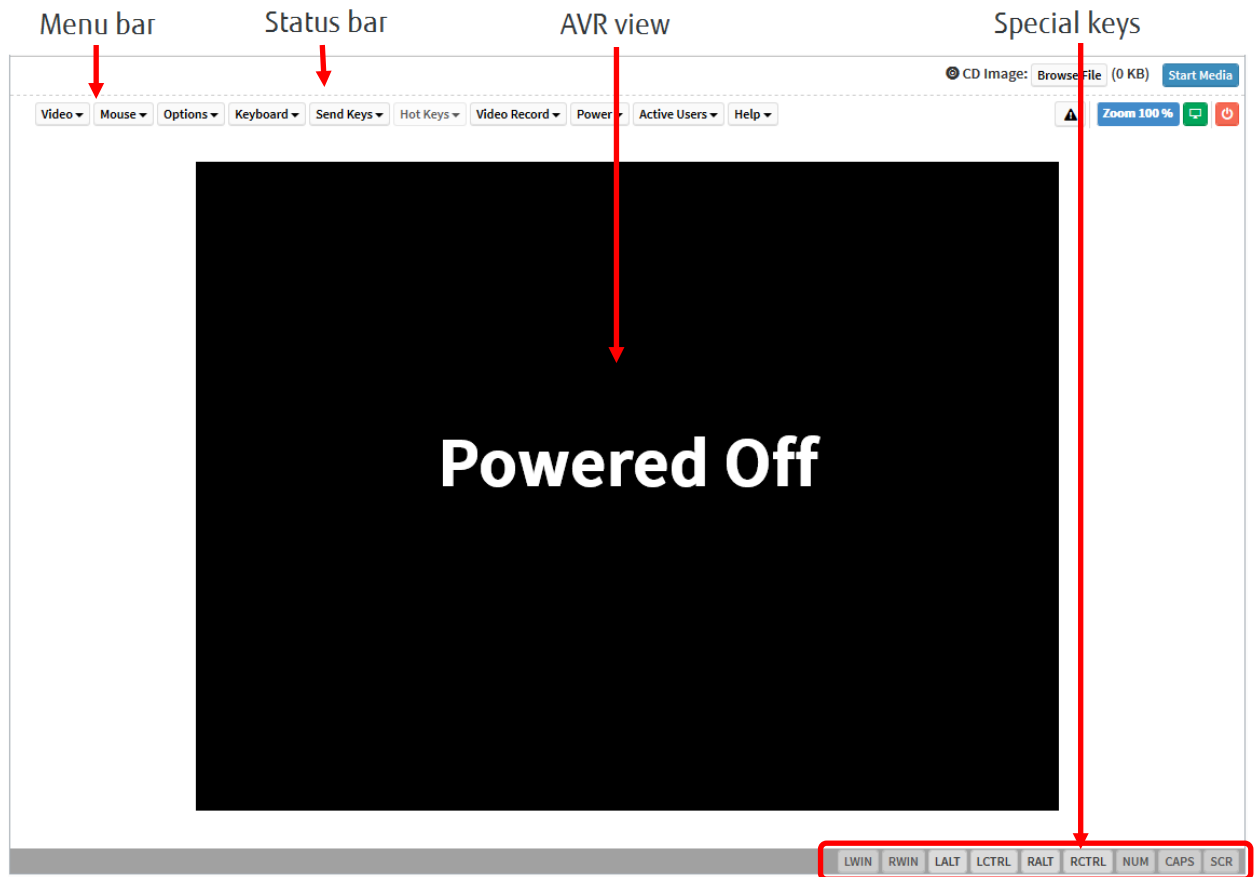 Menu bar Status bar AVR view Special keys
CD Image: Browse File (0 KB) Start Media
Video Mouse Options Keyboard Send Keys Hot Keys Video Record Power Active Users Help Zoom 100 %
Powered Off
LWIN RWIN LALT LCTRL RALT RCTRL NUM CAPS SCR